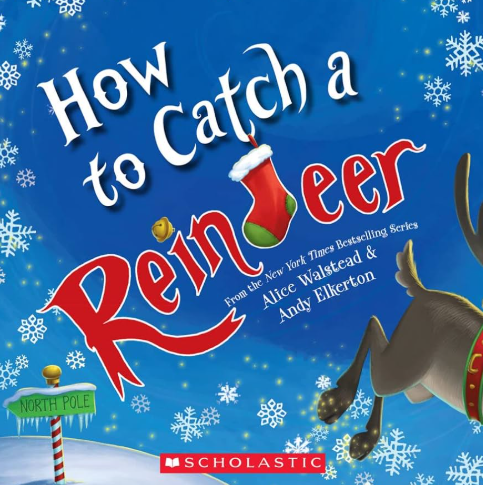 How
to Catch a
Reindeer
From the New York Times Bestselling Series
Alice Walstead &
Andy Elkerton
NORTH POLE
SCHOLASTIC